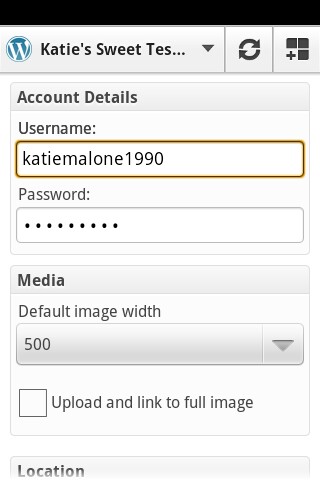 Katie's Sweet Tes...
Account Details
Username:
katiemalone1990
Password:
•••••••••
Media
Default image width
500
Upload and link to full image
Location